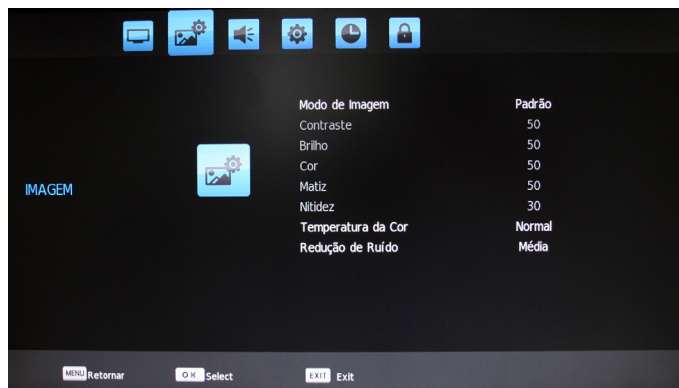 Modo de Imagem Padrão
Contraste 50
Brilho 50
Cor 50
Matiz 50
Nitidez 30
Temperatura da Cor Normal
Redução de Ruído Média
IMAGEM
MENU Retornar OK Select EXIT Exit